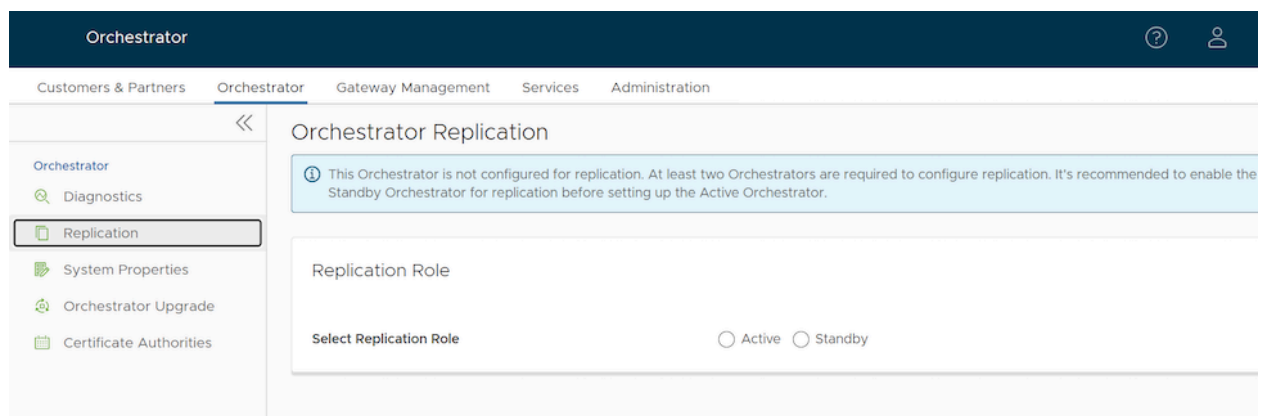 Orchestrator
Customers & Partners Orchestrator Gateway Management Services Administration
Orchestrator Replication
Orchestrator
Diagnostics
Replication
System Properties
Orchestrator Upgrade
Certificate Authorities
This Orchestrator is not configured for replication. At least two Orchestrators are required to configure replication. It's recommended to enable the
Standby Orchestrator for replication before setting up the Active Orchestrator.
Replication Role
Select Replication Role Active Standby